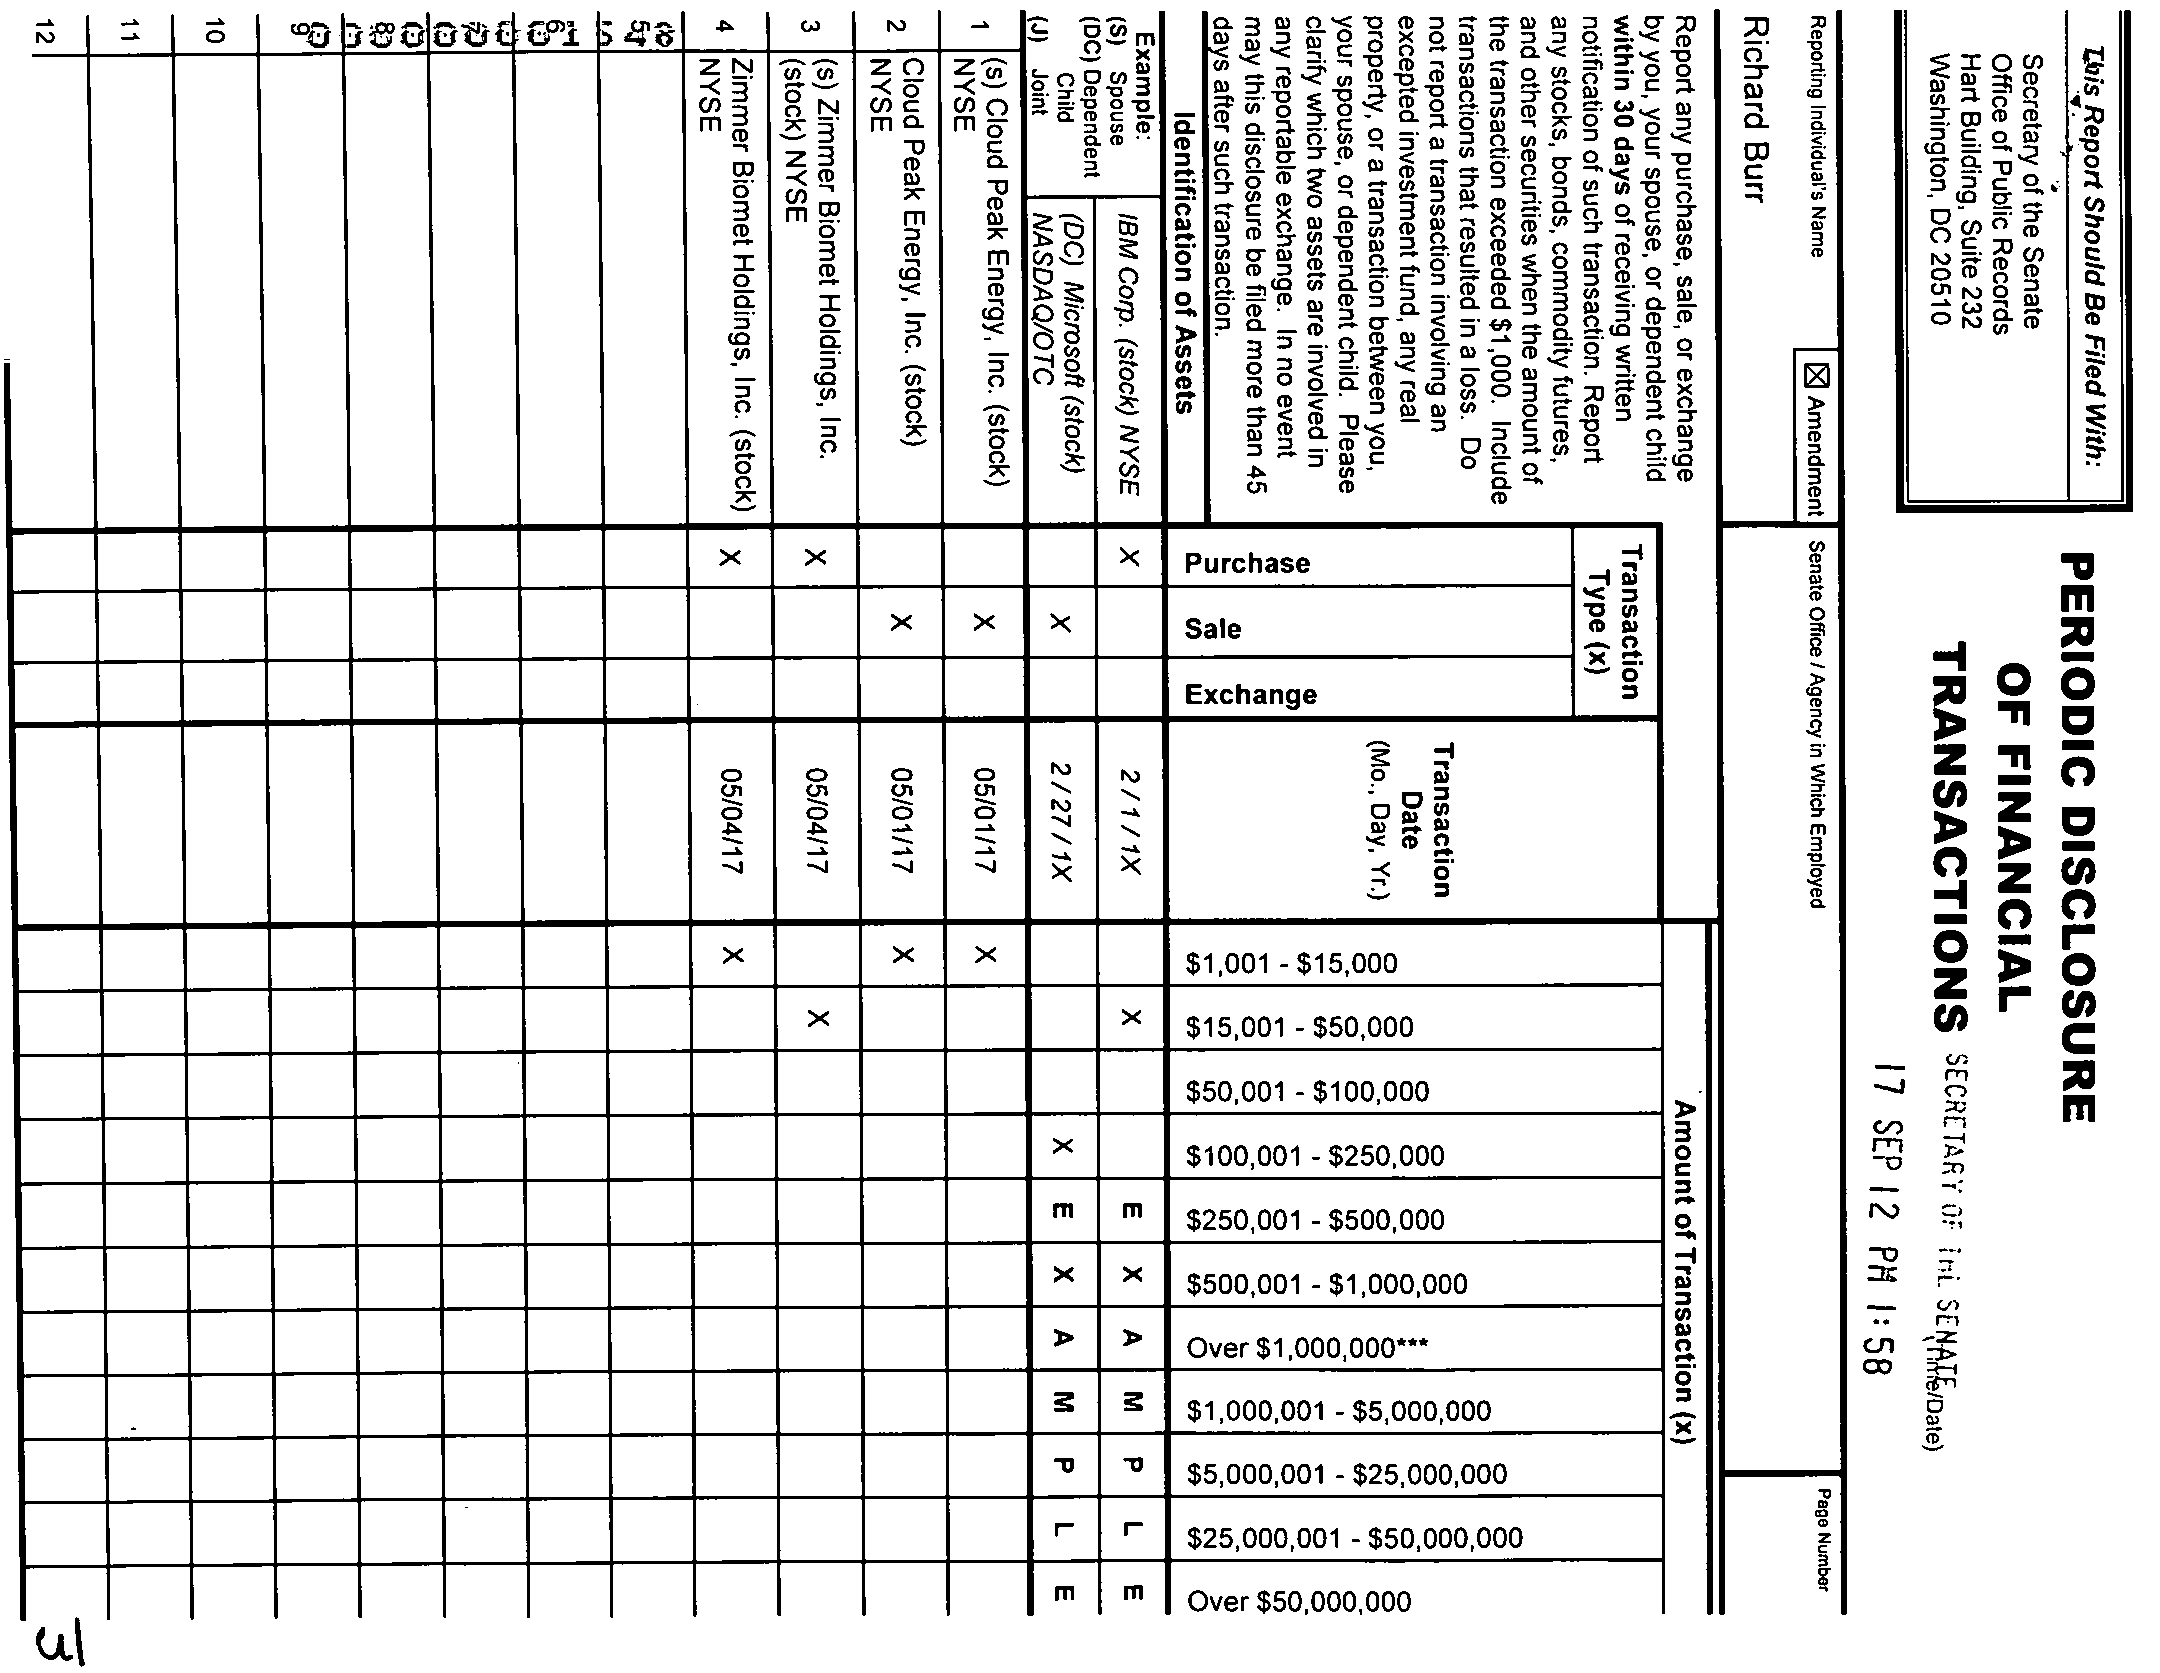 This Report Should Be Filed With:
Secretary of the Senate
Office of Public Records
Hart Building, Suite 232
Washington, DC 20510
PERIODIC DISCLOSURE
OF FINANCIAL
TRANSACTIONS
SECRETARY OF THE SENATE
(Time/Date)
17 SEP 12 PM 1:58
Reporting Individual's Name
☒ Amendment
Senate Office / Agency in Which Employed
Page Number
Richard Burr
Report any purchase, sale, or exchange
by you, your spouse, or dependent child
within 30 days of receiving written
notification of such transaction. Report
any stocks, bonds, commodity futures,
and other securities when the amount of
the transaction exceeded $1,000. Include
transactions that resulted in a loss. Do
not report a transaction involving an
excepted investment fund, any real
property, or a transaction between you,
your spouse, or dependent child. Please
clarify which two assets are involved in
any reportable exchange. In no event
may this disclosure be filed more than 45
days after such transaction.
Identification of Assets
Transaction
Type (x)
Purchase
Sale
Exchange
Transaction
Date
(Mo., Day, Yr.)
Amount of Transaction (x)
$1,001 - $15,000
$15,001 - $50,000
$50,001 - $100,000
$100,001 - $250,000
$250,001 - $500,000
$500,001 - $1,000,000
Over $1,000,000***
$1,000,001 - $5,000,000
$5,000,001 - $25,000,000
$25,000,001 - $50,000,000
Over $50,000,000
Example:
(S) Spouse
(DC) Dependent
Child
(J) Joint
IBM Corp. (stock) NYSE X 2 / 1 / 1X X E X A M P L E
(DC) Microsoft (stock)
NASDAQ/OTC X 2 / 27 / 1X X E X A M P L E
1 (s) Cloud Peak Energy, Inc. (stock)
NYSE X 05/01/17 X
2 Cloud Peak Energy, Inc. (stock)
NYSE X 05/01/17 X
3 (s) Zimmer Biomet Holdings, Inc.
(stock) NYSE X 05/04/17 X
4 Zimmer Biomet Holdings, Inc. (stock)
NYSE X 05/04/17 X
5
6
7
8
9
10
11
12